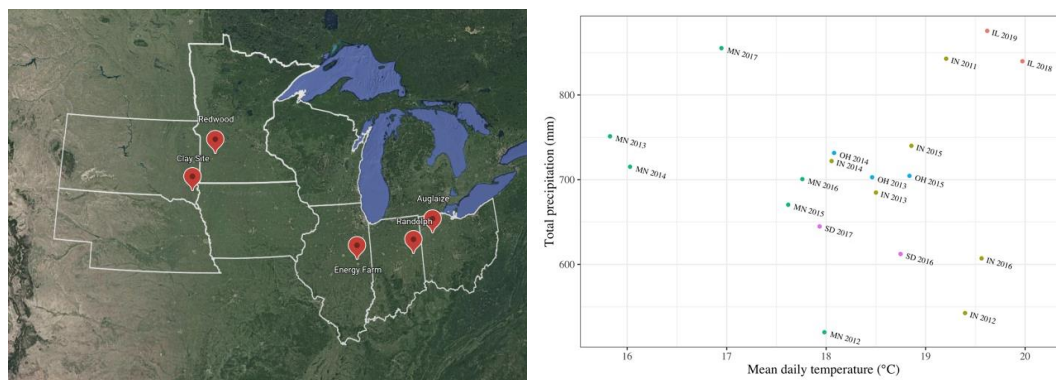 Redwood
Clay Site
Auglaize
Randolph
Energy Farm
Total precipitation (mm)
800
700
600
IL 2019
MN 2017
IN 2011
IL 2018
MN 2013
IN 2015
OH 2014
IN 2014
MN 2014
OH 2013
OH 2015
MN 2016
IN 2013
MN 2015
SD 2017
SD 2016
IN 2016
IN 2012
MN 2012
16
17
18
19
20
Mean daily temperature (°C)